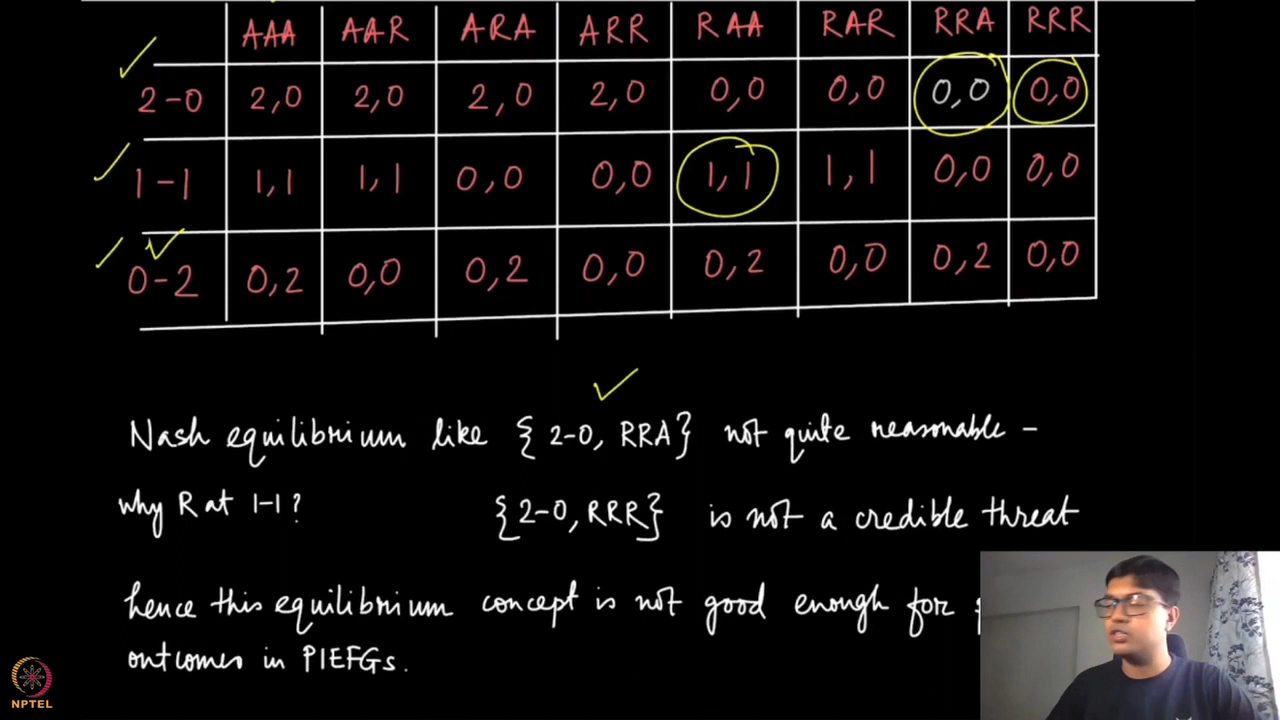 AAA AAR ARA ARR RAA RAR RRA RRR
2-0 2,0 2,0 2,0 2,0 0,0 0,0 0,0 0,0
1-1 1,1 1,1 0,0 0,0 1,1 1,1 0,0 0,0
0-2 0,2 0,0 0,2 0,0 0,2 0,0 0,2 0,0
Nash equilibrium like {2-0, RRA} not quite reasonable -
why R at 1-1? {2-0, RRR} is not a credible threat
hence this equilibrium concept is not good enough for
outcomes in PIEFGs.
NPTEL